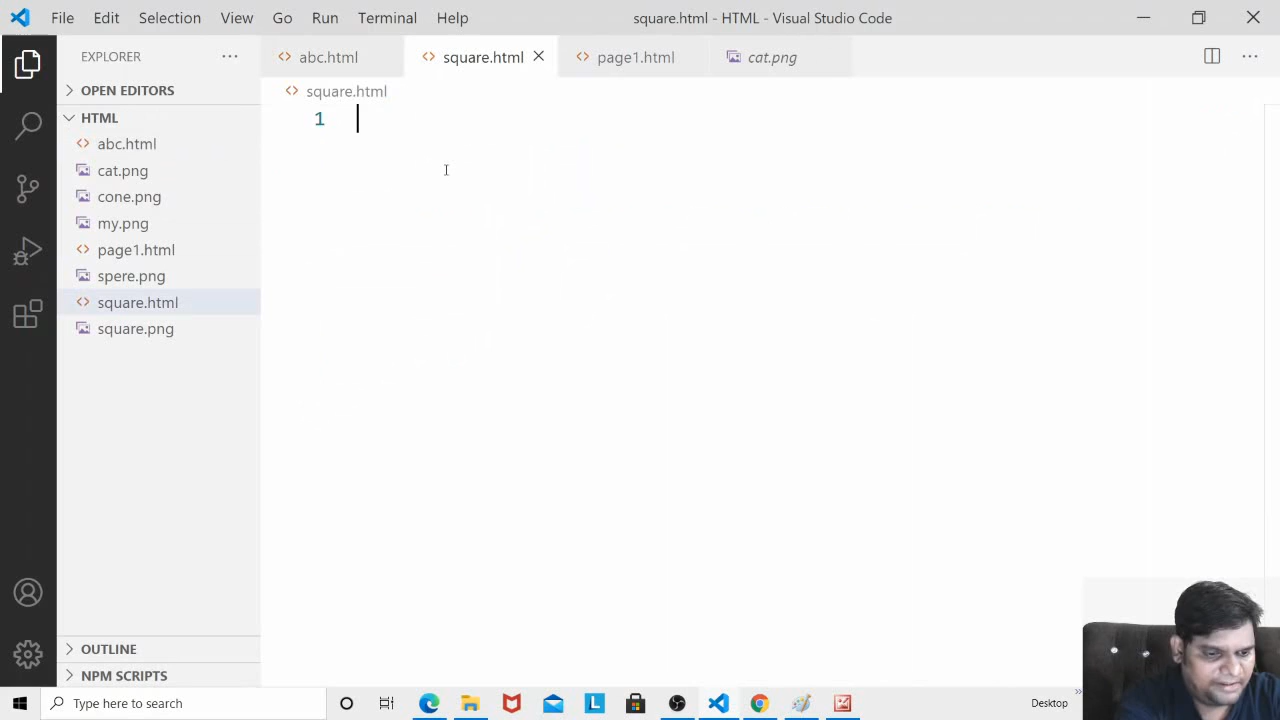 File Edit Selection View Go Run Terminal Help square.html - HTML - Visual Studio Code
EXPLORER
abc.html square.html page1.html cat.png
OPEN EDITORS
square.html
HTML
1
abc.html
cat.png
cone.png
my.png
page1.html
spere.png
square.html
square.png
OUTLINE
NPM SCRIPTS
Type here to search
L
Desktop